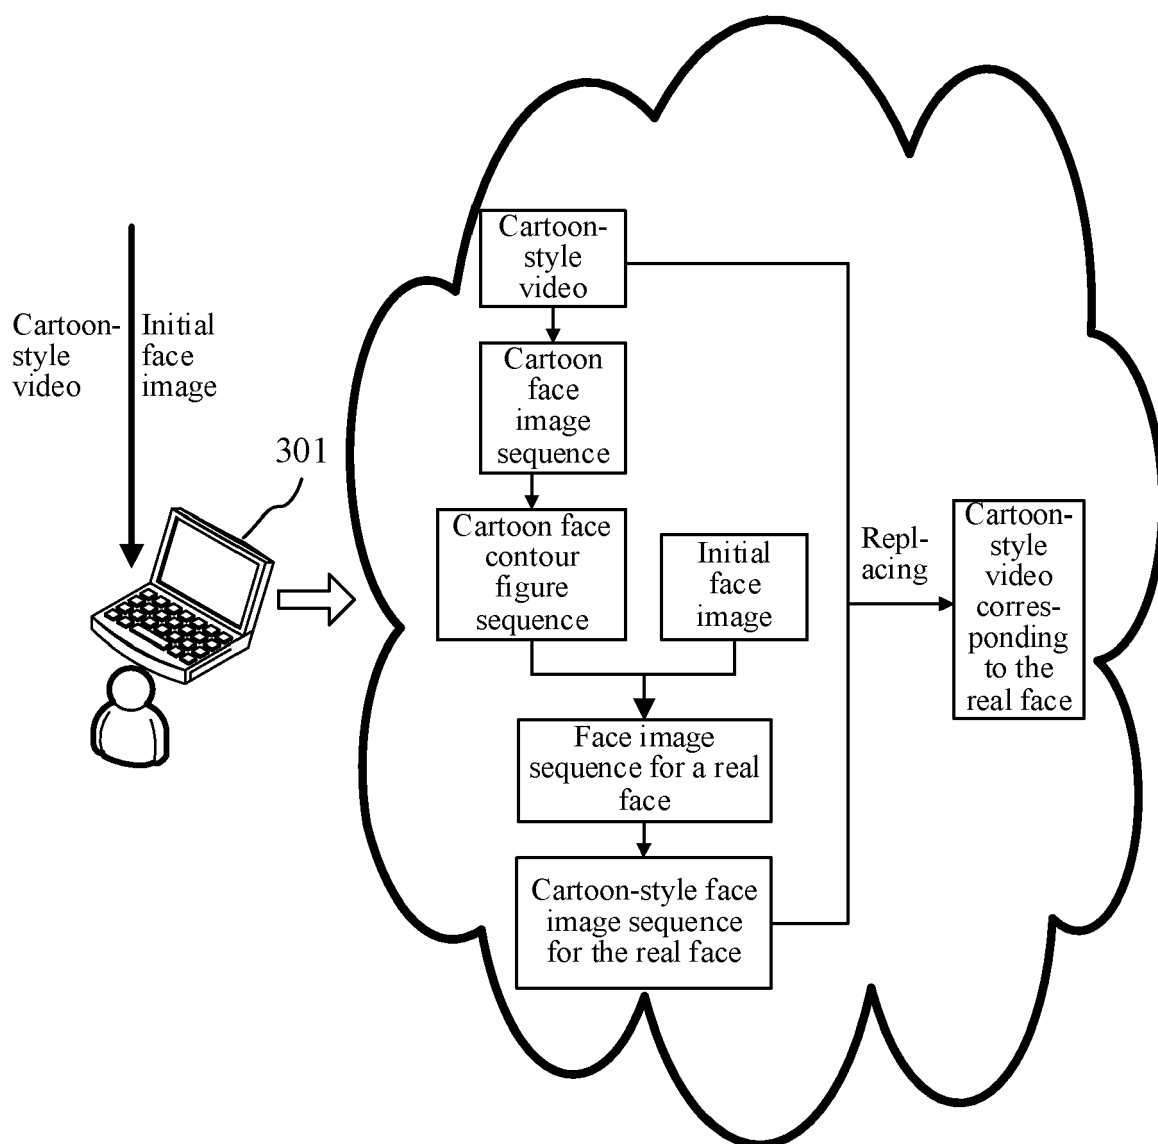 Cartoon-
style
video
Initial
face
image
301
Cartoon-
style
video
Cartoon
face
image
sequence
Cartoon face
contour
figure
sequence
Initial
face
image
Face image
sequence for a real
face
Cartoon-style face
image sequence
for the real face
Repl-
acing
Cartoon-
style
video
corres-
ponding
to the
real face